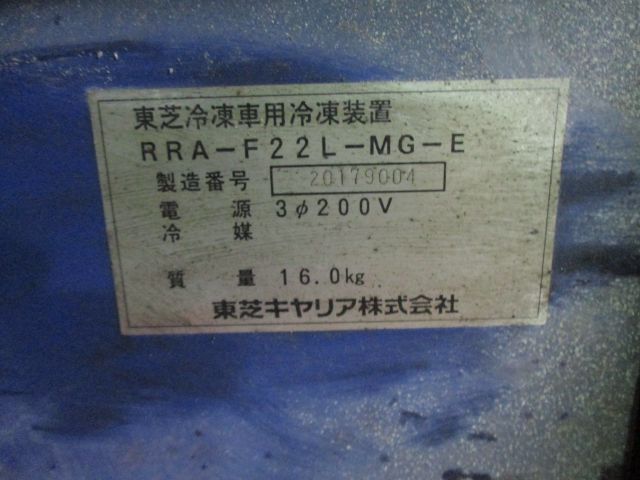 東芝冷凍車用冷凍装置
RRA-F22L-MG-E
製造番号 20179004
電源 3φ200V
冷媒
質量 16.0kg
東芝キヤリア株式会社